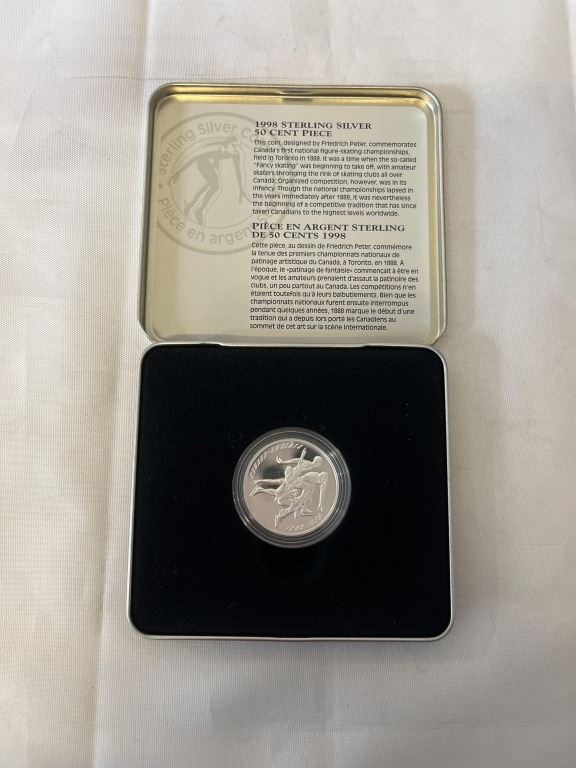 Sterling Silver
Pièce en argent
1998 STERLING SILVER
50 CENT PIECE
This coin, designed by Friedrich Peter, commemorates
Canada's first national figure-skating championships,
held in Toronto in 1888. It was a time when the so-called
"Fancy skating" was beginning to take off, with amateur
skaters thronging the rink of skating clubs all over
Canada. Organized competition, however, was in its
infancy. Though the national championships lapsed in
the years immediately after 1888, it was nevertheless
the beginning of a competitive tradition that has since
taken Canadians to the highest levels worldwide.
PIÈCE EN ARGENT STERLING
DE 50 CENTS 1998
Cette pièce, au dessin de Friedrich Peter, commémore
la tenue des premiers championnats nationaux de
patinage artistique du Canada, à Toronto, en 1888. À
l'époque, le «patinage de fantaisie» commençait à être en
vogue et les amateurs prenaient d'assaut la patinoire des
clubs, un peu partout au Canada. Les compétitions n'en
étaient toutefois qu'à leurs balbutiements. Bien que les
championnats nationaux furent ensuite interrompus
pendant quelques années, 1888 marque le début d'une
tradition qui a depuis lors porté les Canadiens au
sommet de cet art sur la scène internationale.